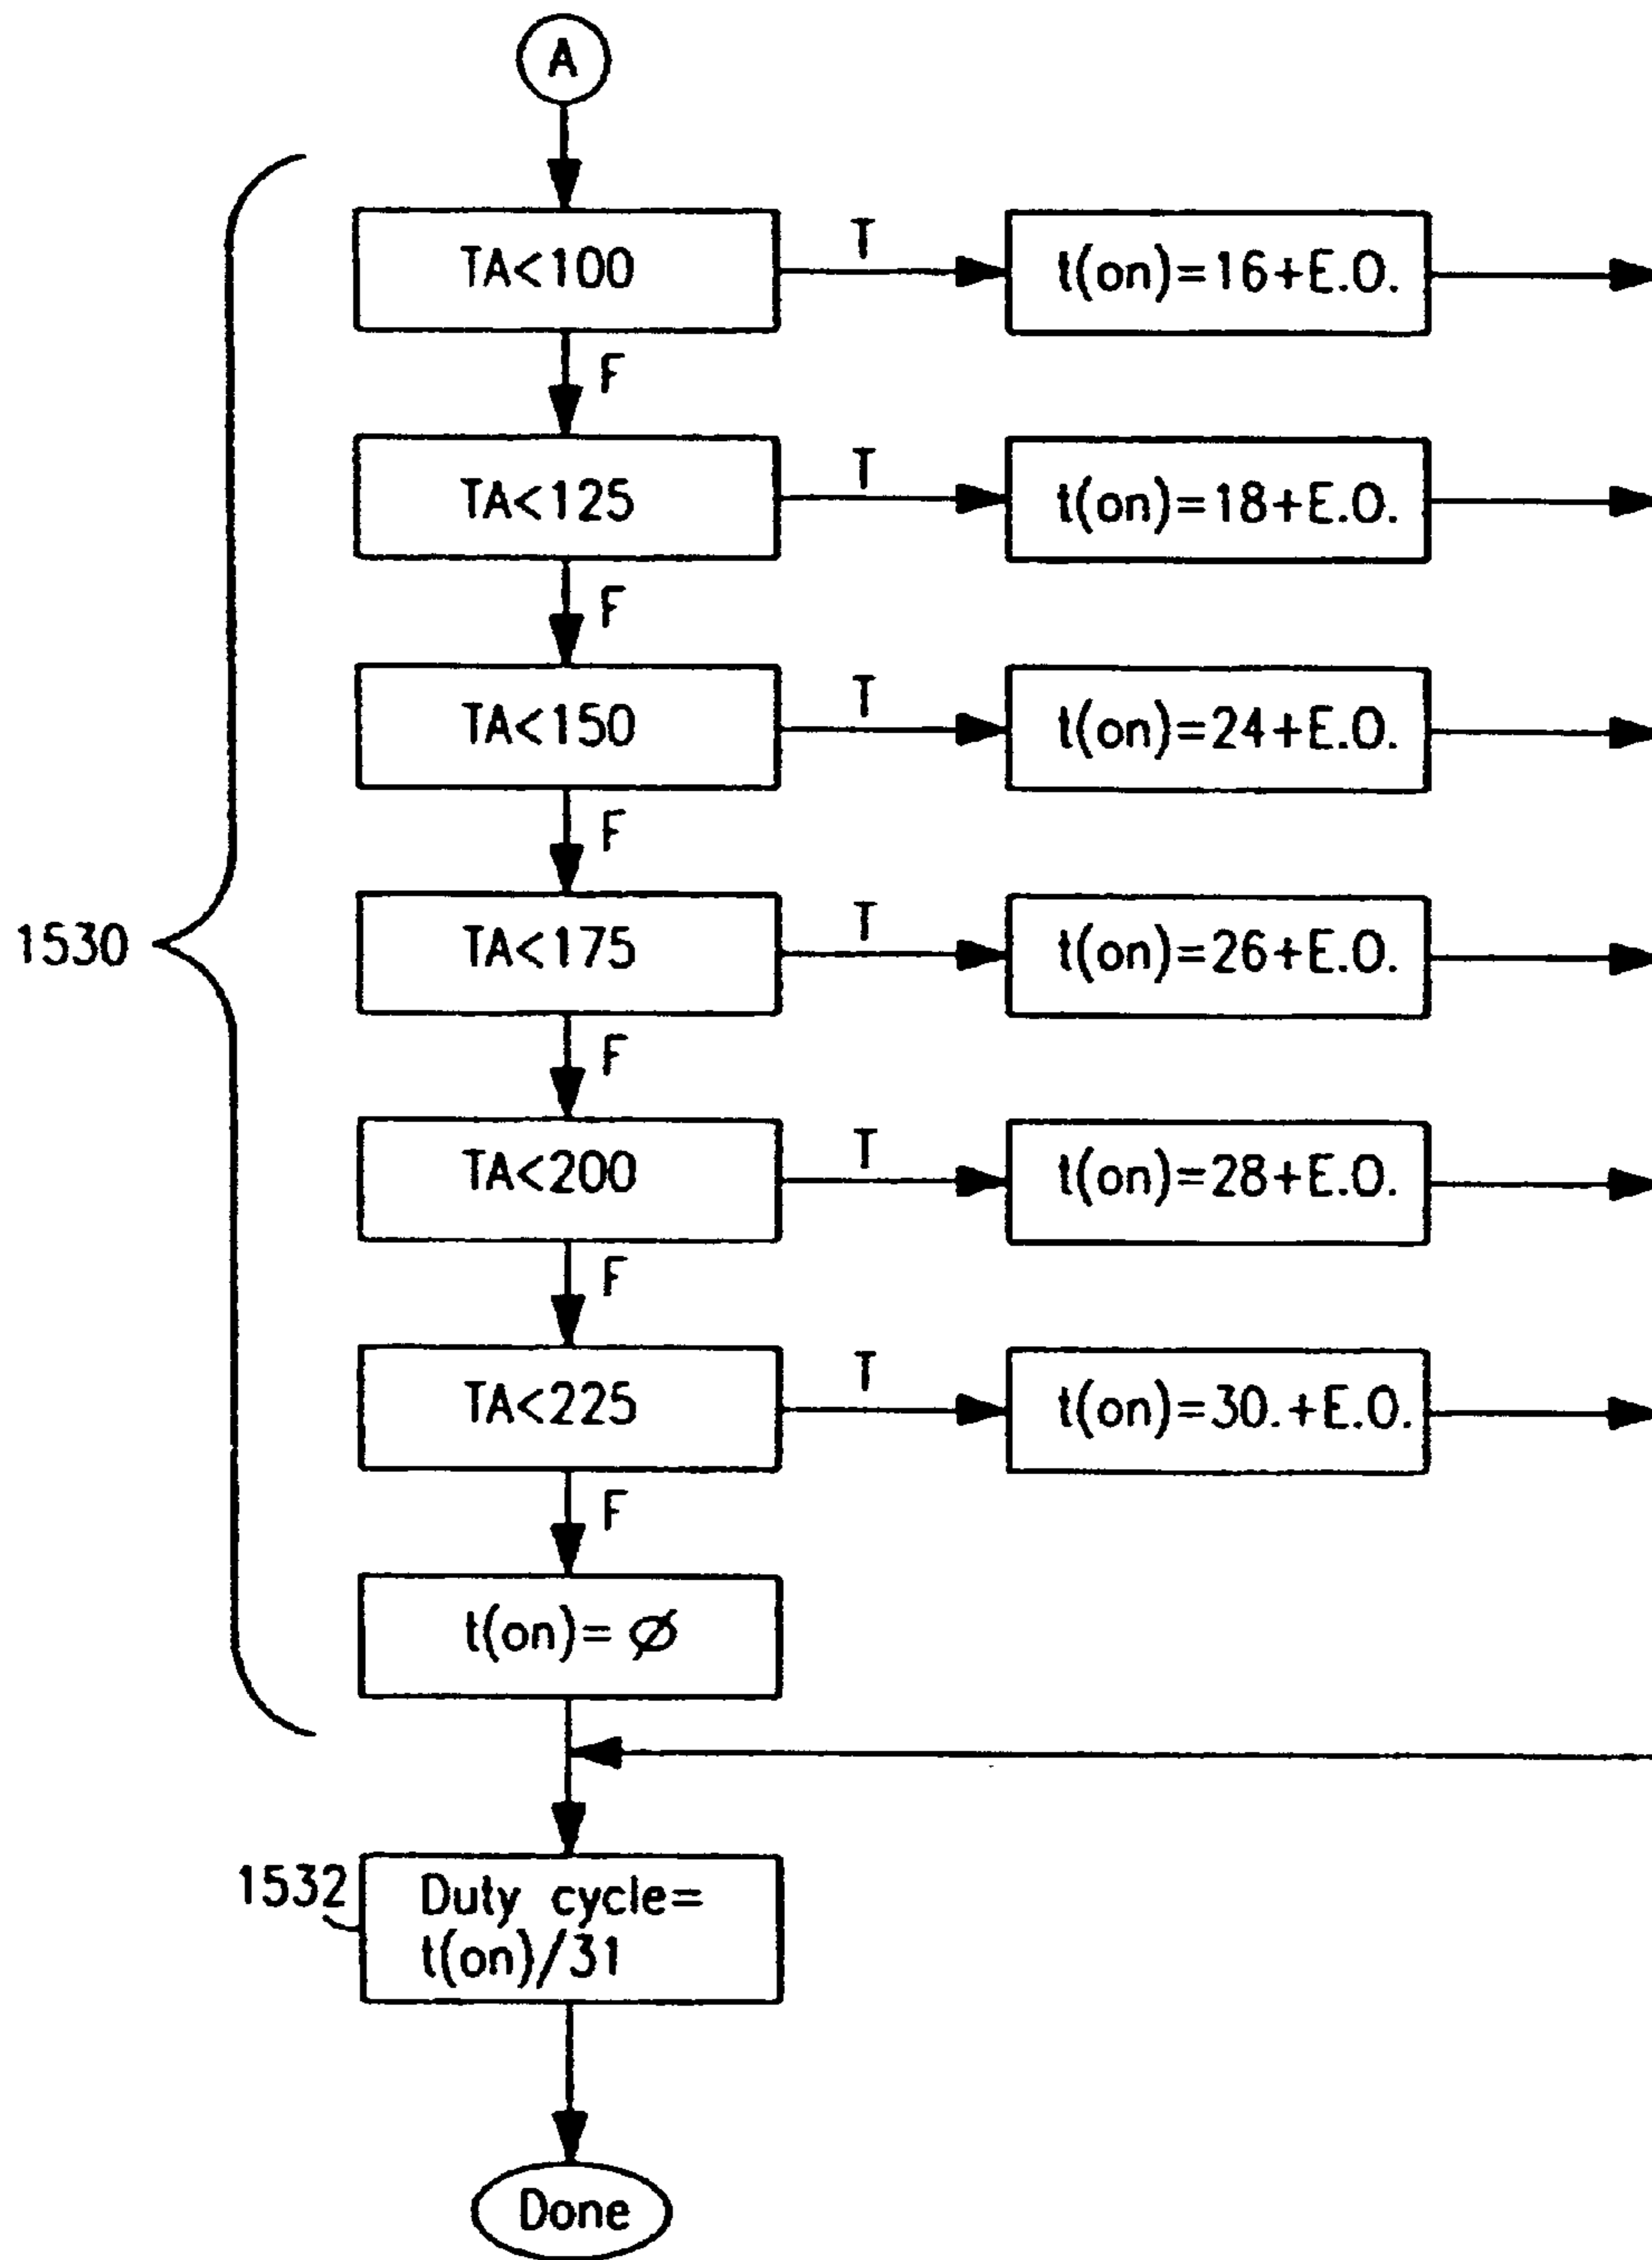 A
TA<100
T
t(on)=16+E.O.
F
TA<125
T
t(on)=18+E.O.
F
TA<150
T
t(on)=24+E.O.
F
1530
TA<175
T
t(on)=26+E.O.
F
TA<200
T
t(on)=28+E.O.
F
TA<225
T
t(on)=30.+E.O.
F
t(on)= Ø
1532
Duty cycle=
t(on)/31
Done